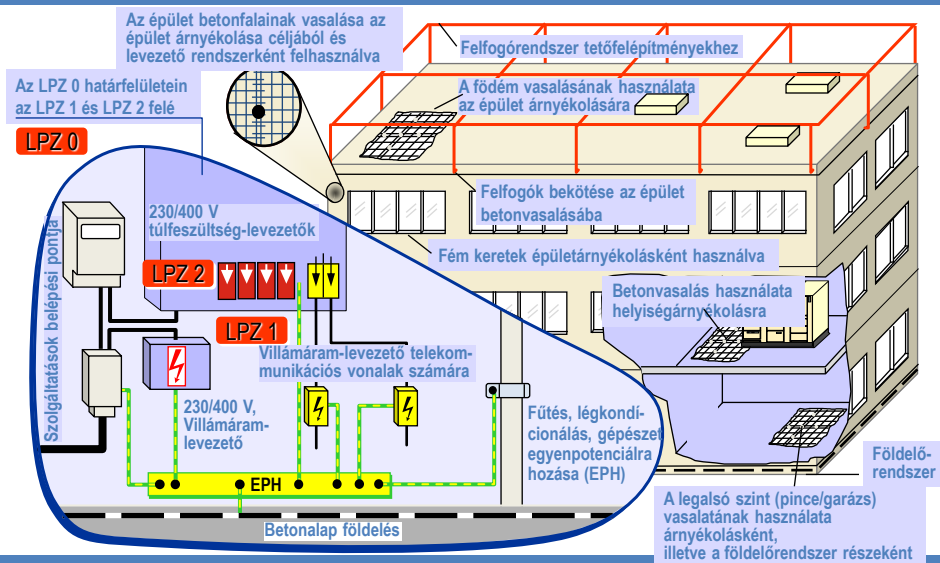 Az épület betonfalainak vasalása az
épület árnyékolása céljából és
levezető rendszerként felhasználva
Felfogórendszer tetőfelépítményekhez
Az LPZ 0 határfelületein
az LPZ 1 és LPZ 2 felé
A födém vasalásának használata
az épület árnyékolására
LPZ 0
Felfogók bekötése az épület
betonvasalásába
230/400 V
túlfeszültség-levezetők
Fém keretek épületárnyékolásként használva
LPZ 2
Betonvasalás használata
helyiségárnyékolásra
LPZ 1
Szolgáltatások belépési pontja
Villámáram-levezető telekom-
munikációs vonalak számára
230/400 V,
Villámáram-
levezető
Fűtés, légkondi-
cionálás, gépészet
egyenpotenciálra
hozása (EPH)
Földelő-
rendszer
EPH
A legalsó szint (pince/garázs)
vasalatának használata
árnyékolásként,
illetve a földelőrendszer részeként
Betonalap földelés